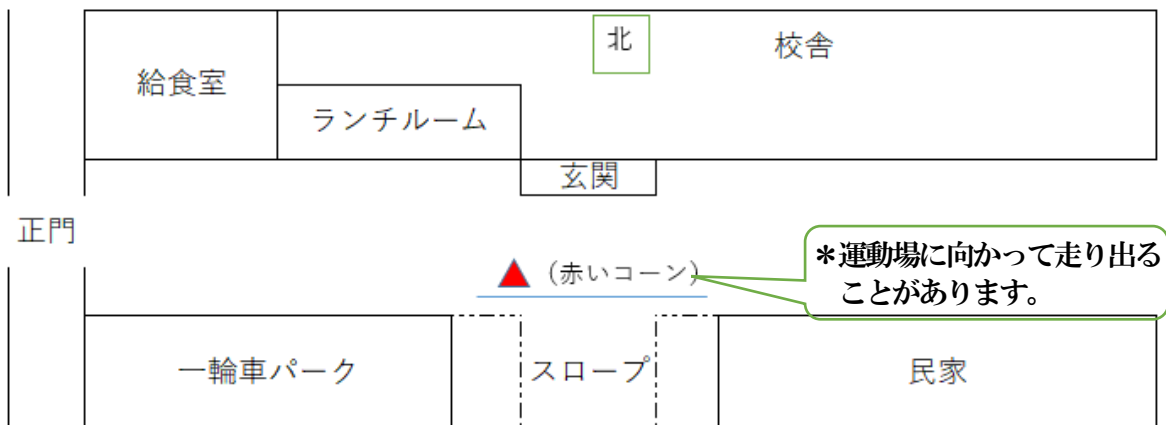 北
校舎
給食室
ランチルーム
玄関
正門
（赤いコーン）
＊運動場に向かって走り出る
ことがあります。
一輪車パーク
スロープ
民家